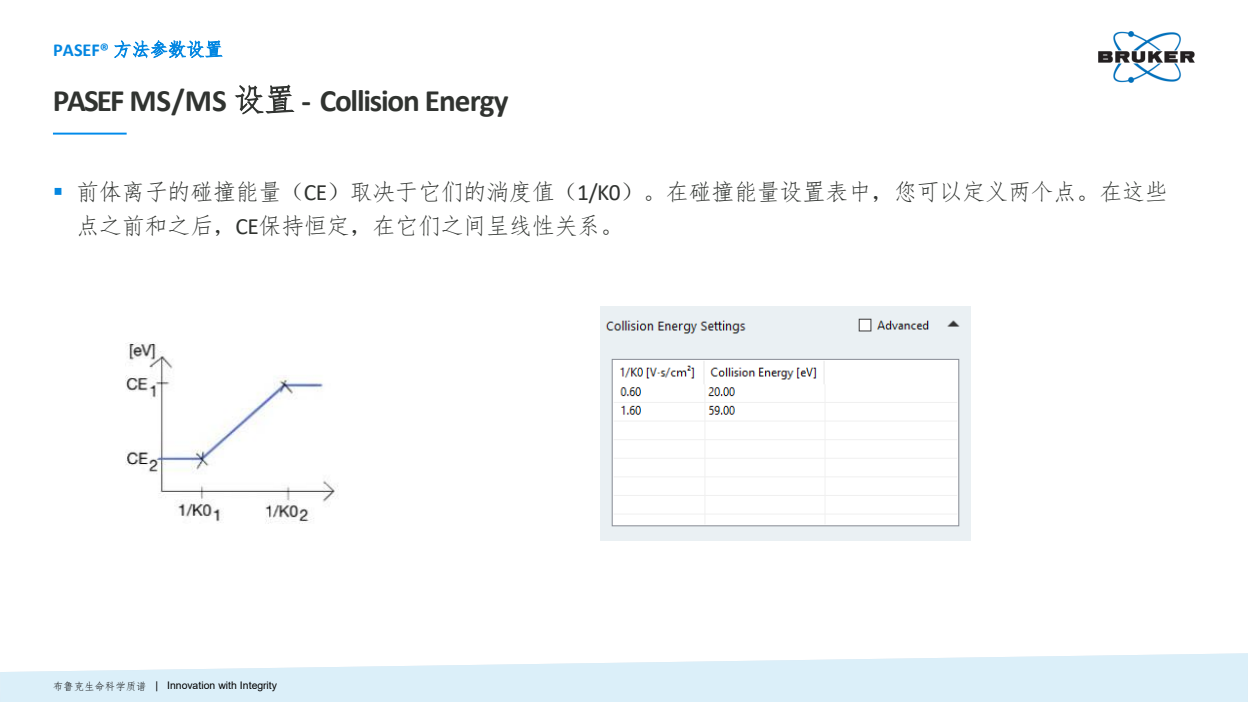 PASEF® 方法参数设置
BRUKER
PASEF MS/MS 设置 - Collision Energy
前体离子的碰撞能量（CE）取决于它们的淌度值（1/K0）。在碰撞能量设置表中，您可以定义两个点。在这些
点之前和之后，CE保持恒定，在它们之间呈线性关系。
[eV]
CE1
CE2
1/K01 1/K02
Collision Energy Settings Advanced
1/K0 [V·s/cm²] Collision Energy [eV]
0.60 20.00
1.60 59.00
布鲁克生命科学质谱 | Innovation with Integrity